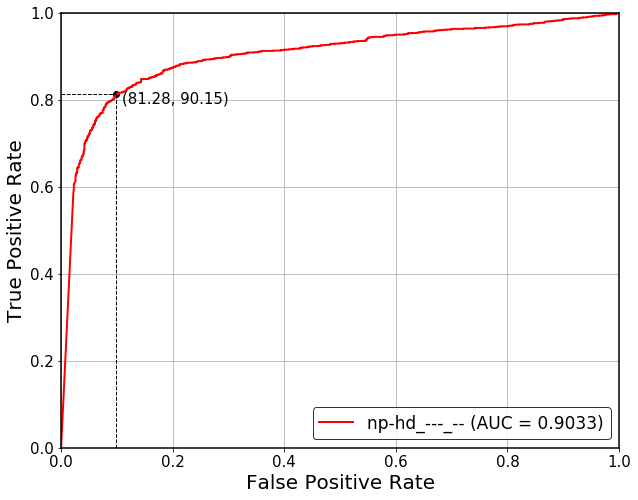 1.0
0.8
0.6
0.4
0.2
0.0
True Positive Rate
(81.28, 90.15)
np-hd_---_-- (AUC = 0.9033)
0.0 0.2 0.4 0.6 0.8 1.0
False Positive Rate